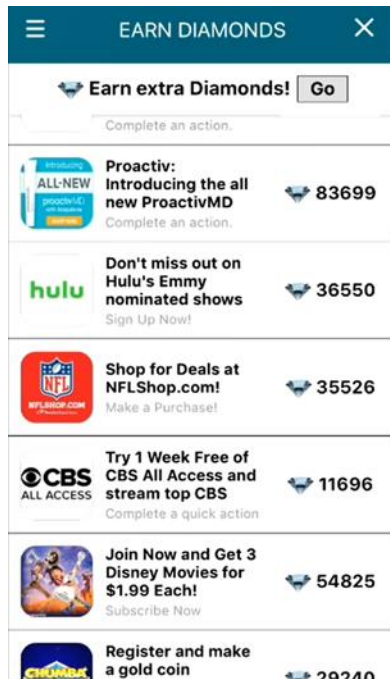 EARN DIAMONDS
Earn extra Diamonds! Go
Complete an action.
Introducing
ALL-NEW
proactivMD
Proactiv:
Introducing the all
new ProactivMD
Complete an action.
83699
hulu
Don't miss out on
Hulu's Emmy
nominated shows
Sign Up Now!
36550
NFL
NFLSHOP.COM
Shop for Deals at
NFLShop.com!
Make a Purchase!
35526
CBS
ALL ACCESS
Try 1 Week Free of
CBS All Access and
stream top CBS
Complete a quick action
11696
Join Now and Get 3
Disney Movies for
$1.99 Each!
Subscribe Now
54825
CHUMBA
Register and make
a gold coin
29240